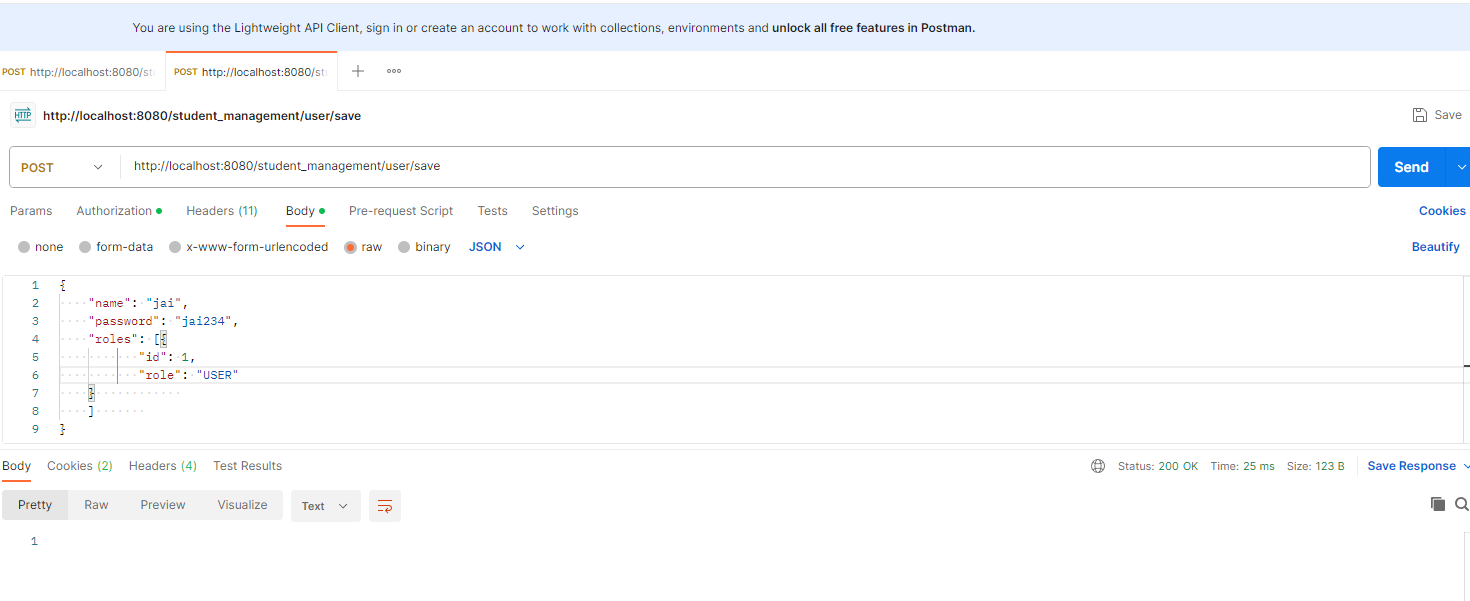 You are using the Lightweight API Client, sign in or create an account to work with collections, environments and unlock all free features in Postman.
POST http://localhost:8080/st POST http://localhost:8080/st
HTTP http://localhost:8080/student_management/user/save Save
POST http://localhost:8080/student_management/user/save Send
Params Authorization Headers (11) Body Pre-request Script Tests Settings Cookies
none form-data x-www-form-urlencoded raw binary JSON Beautify
1 {
2 "name": "jai",
3 "password": "jai234",
4 "roles": [{
5 "id": 1,
6 "role": "USER"
7 }
8 ]
9 }
Body Cookies (2) Headers (4) Test Results Status: 200 OK Time: 25 ms Size: 123 B Save Response
Pretty Raw Preview Visualize Text
1